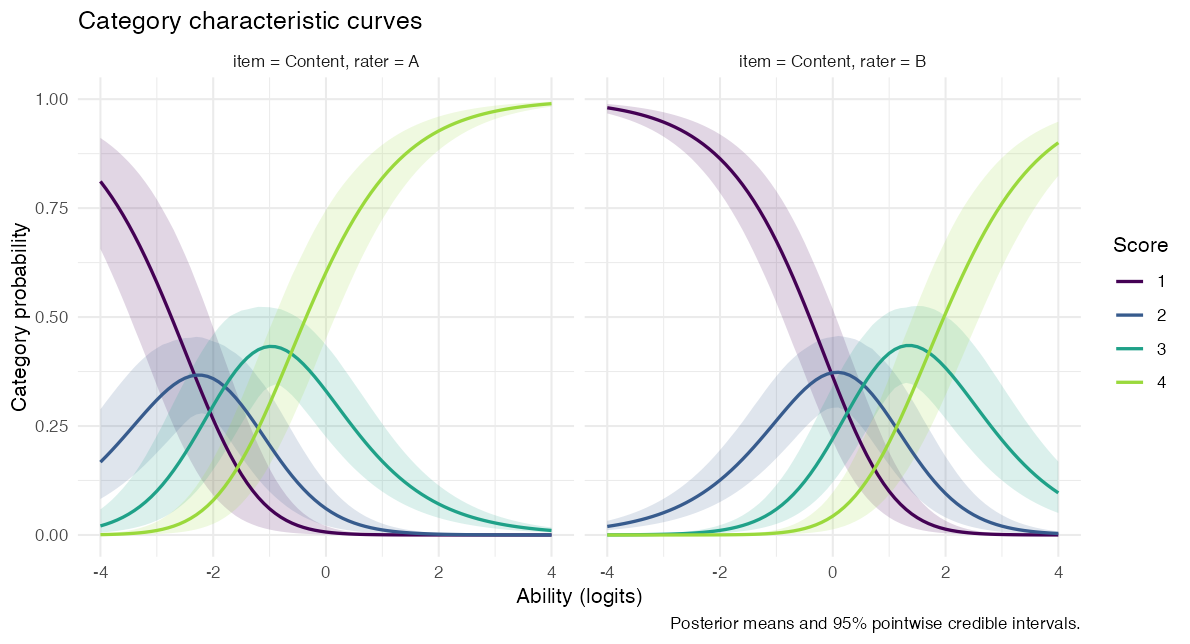 Category characteristic curves
item = Content, rater = A
item = Content, rater = B
Category probability
1.00
0.75
0.50
0.25
0.00
-4
-2
0
2
4
-4
-2
0
2
4
Ability (logits)
Score
1
2
3
4
Posterior means and 95% pointwise credible intervals.